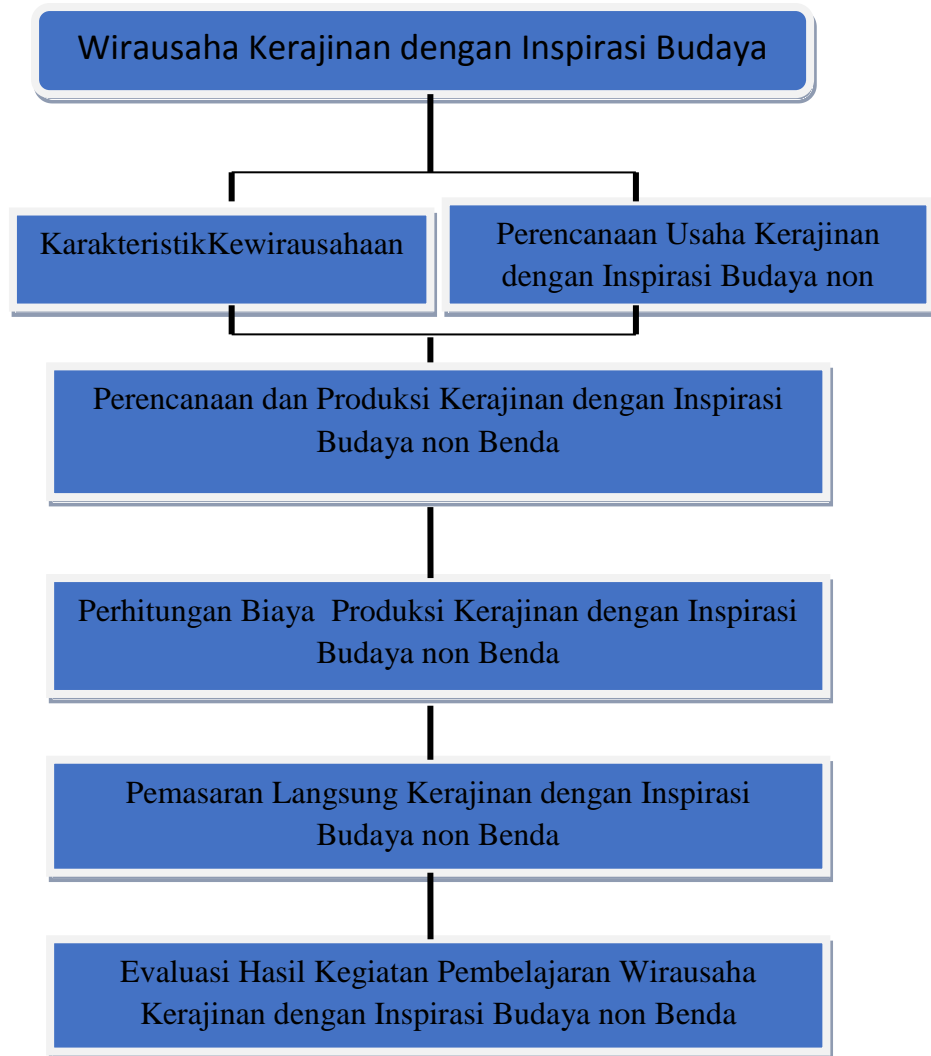 Wirausaha Kerajinan dengan Inspirasi Budaya
KarakteristikKewirausahaan
Perencanaan Usaha Kerajinan
dengan Inspirasi Budaya non
Perencanaan dan Produksi Kerajinan dengan Inspirasi
Budaya non Benda
Perhitungan Biaya  Produksi Kerajinan dengan Inspirasi
Budaya non Benda
Pemasaran Langsung Kerajinan dengan Inspirasi
Budaya non Benda
Evaluasi Hasil Kegiatan Pembelajaran Wirausaha
Kerajinan dengan Inspirasi Budaya non Benda